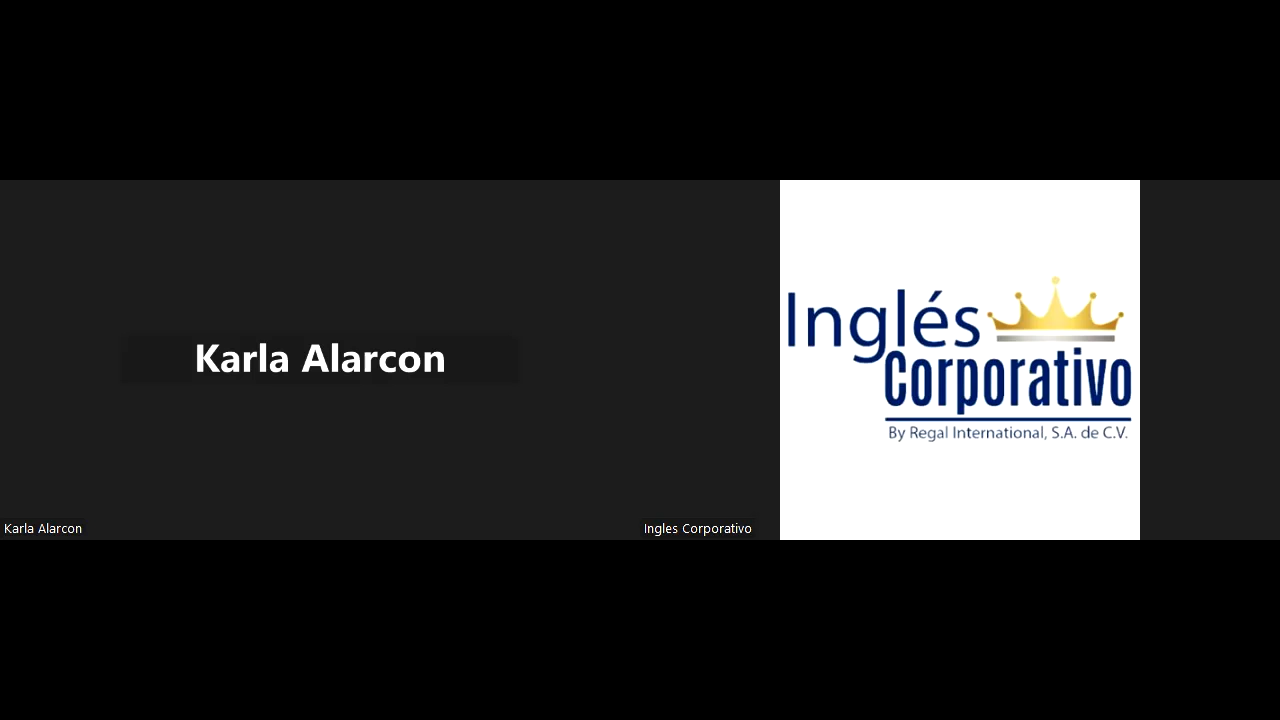 Karla Alarcon
Karla Alarcon
Inglés
Corporativo
By Regal International, S.A. de C.V.
Ingles Corporativo